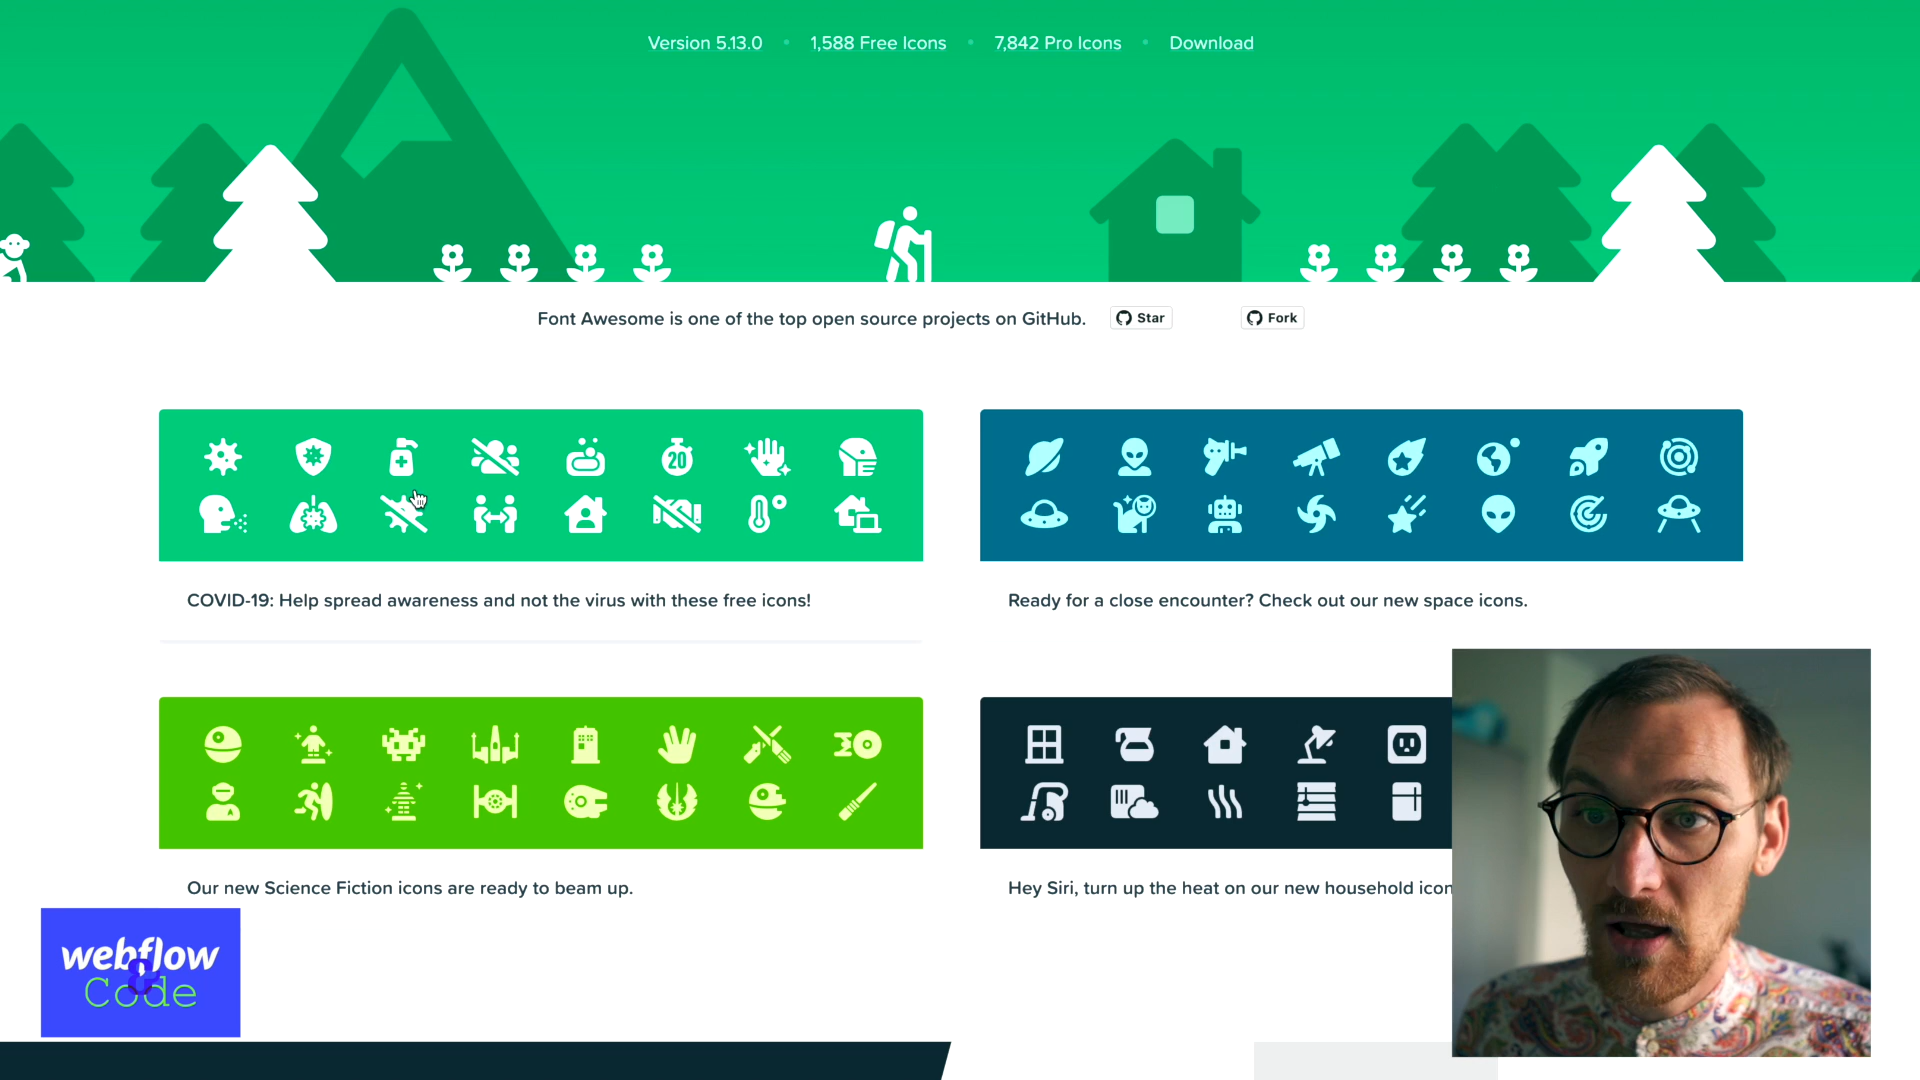 Version 5.13.0 • 1,588 Free Icons • 7,842 Pro Icons • Download
Font Awesome is one of the top open source projects on GitHub. Star Fork
20
COVID-19: Help spread awareness and not the virus with these free icons!
Ready for a close encounter? Check out our new space icons.
Our new Science Fiction icons are ready to beam up.
Hey Siri, turn up the heat on our new household icon
webflow
&
Code